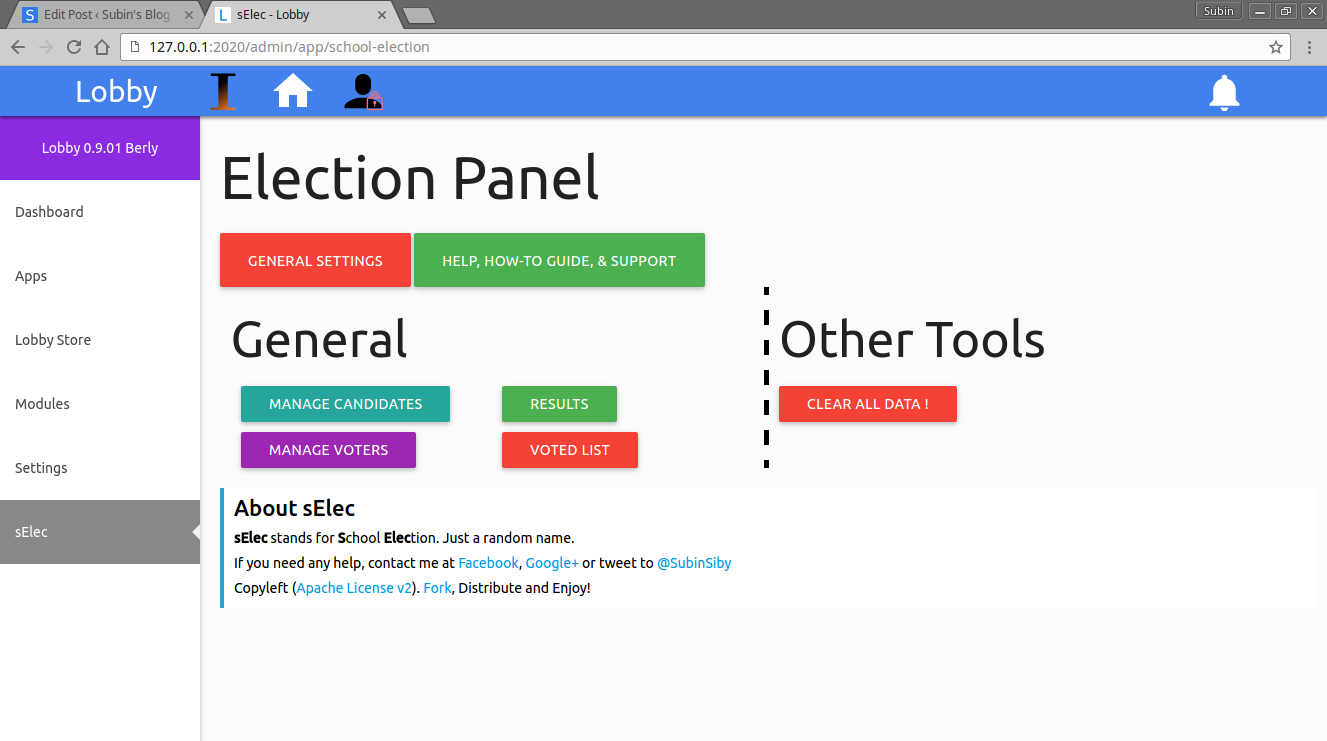 Edit Post ‹ Subin's Blog
sElec - Lobby
Subin
127.0.0.1:2020/admin/app/school-election
Lobby
Lobby 0.9.01 Berly
Dashboard
Apps
Lobby Store
Modules
Settings
sElec
Election Panel
GENERAL SETTINGS
HELP, HOW-TO GUIDE, & SUPPORT
General
MANAGE CANDIDATES
RESULTS
MANAGE VOTERS
VOTED LIST
Other Tools
CLEAR ALL DATA !
About sElec
sElec stands for School Election. Just a random name.
If you need any help, contact me at Facebook, Google+ or tweet to @SubinSiby
Copyleft (Apache License v2). Fork, Distribute and Enjoy!